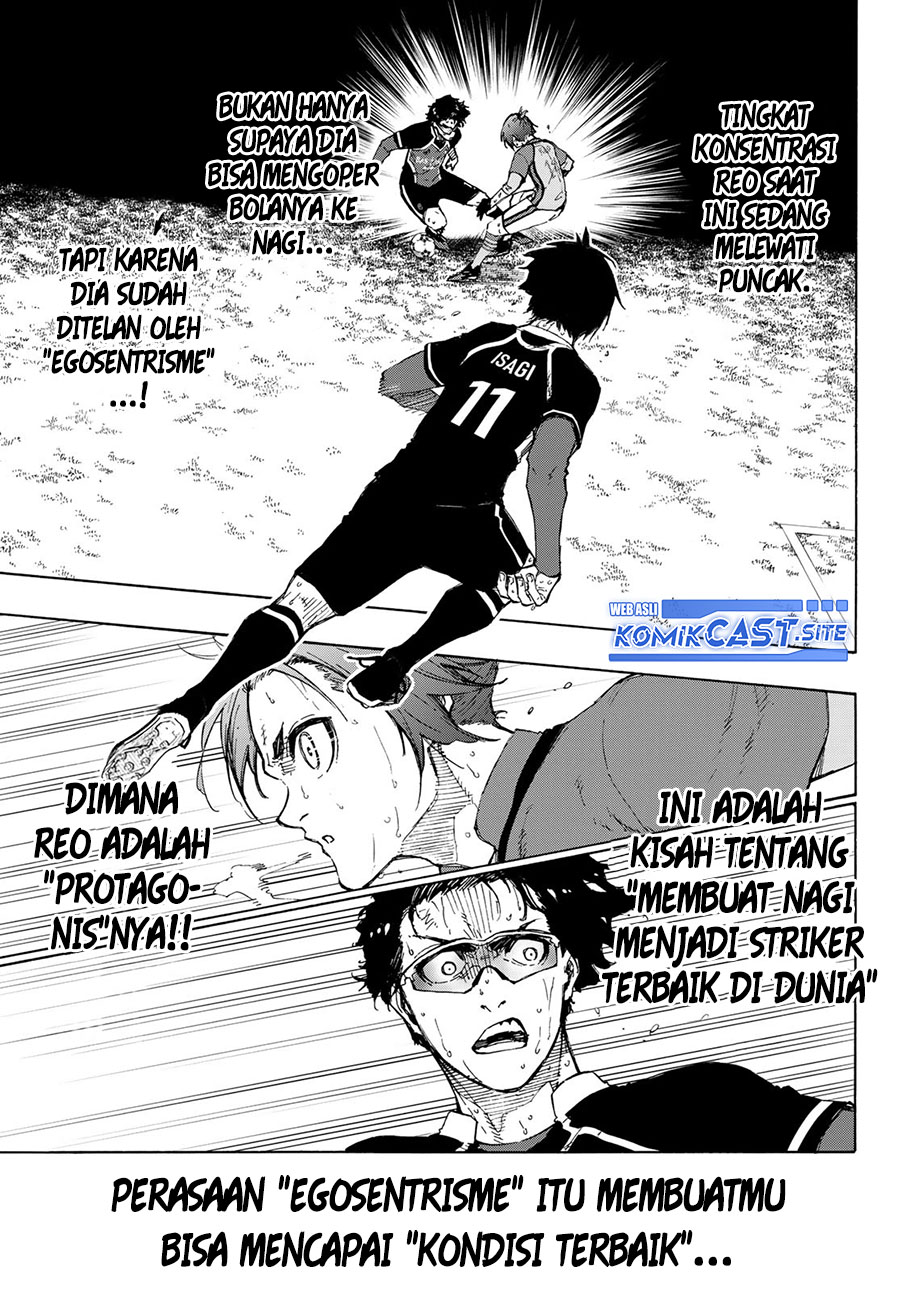 TINGKAT
KONSENTRASI
REO SAAT
INI SEDANG
MELEWATI
PUNCAK.
BUKAN HANYA
SUPAYA DIA
BISA MENGOPER
BOLANYA KE
NAGI...
TAPI KARENA
DIA SUDAH
DITELAN OLEH
"EGOSENTRISME"
...!
ISAGI
11
WEB ASLI
KOMIKCAST.SITE
INI ADALAH
KISAH TENTANG
"MEMBUAT NAGI
MENJADI STRIKER
TERBAIK DI DUNIA"
DIMANA
REO ADALAH
"PROTAGO-
NIS"NYA!!
PERASAAN "EGOSENTRISME" ITU MEMBUATMU
BISA MENCAPAI "KONDISI TERBAIK"...